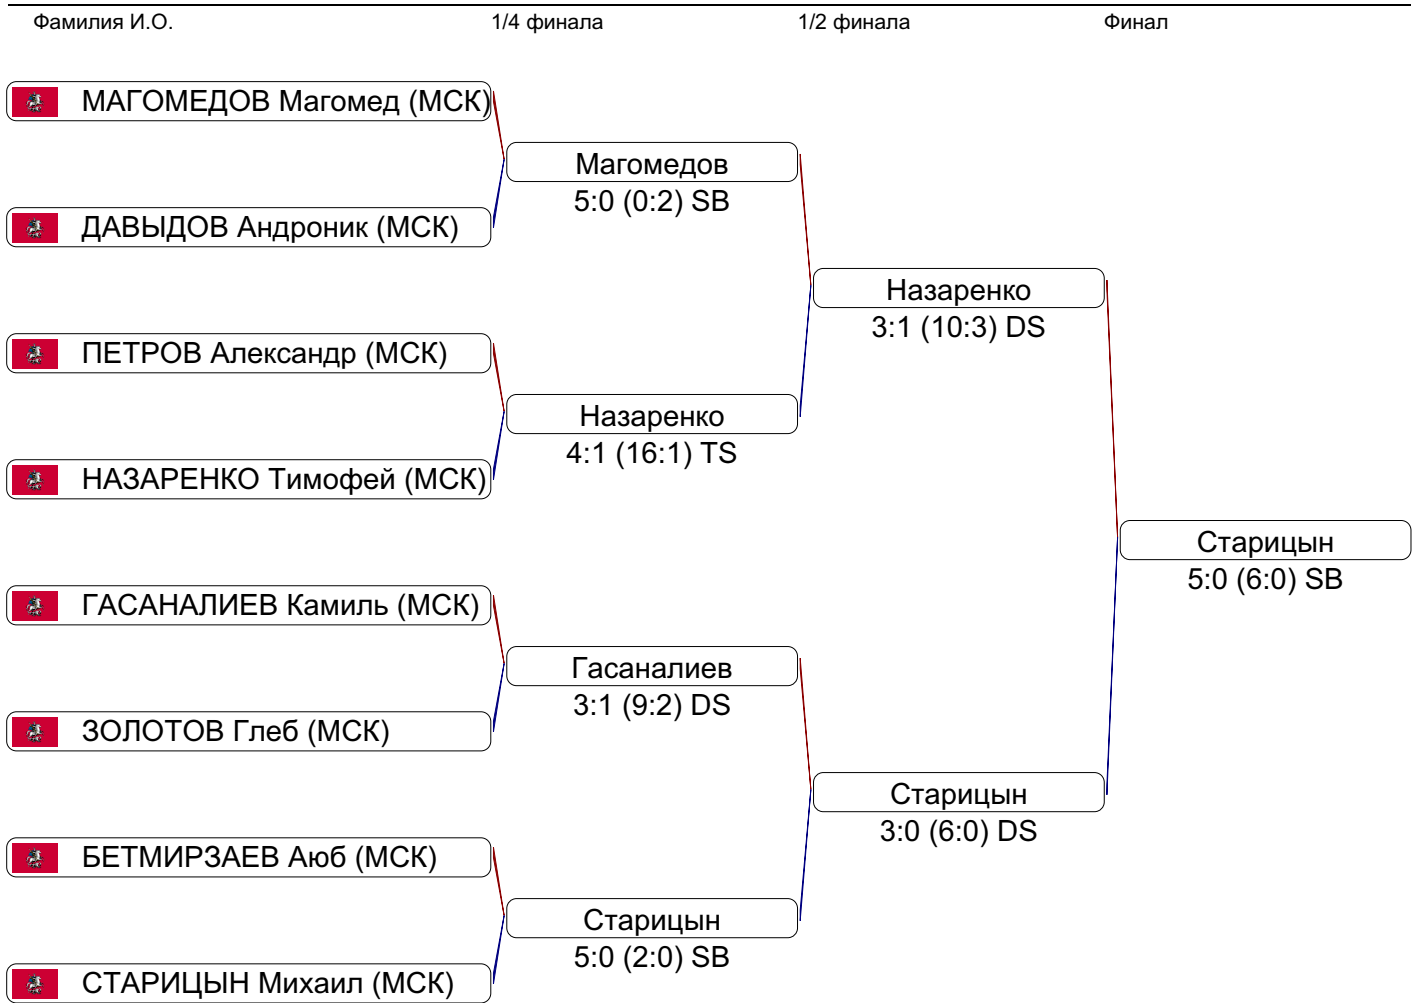 Фамилия И.О. 1/4 финала 1/2 финала Финал
МАГОМЕДОВ Магомед (МСК)
Магомедов
5:0 (0:2) SB
ДАВЫДОВ Андроник (МСК)
Назаренко
3:1 (10:3) DS
ПЕТРОВ Александр (МСК)
Назаренко
4:1 (16:1) TS
НАЗАРЕНКО Тимофей (МСК)
Старицын
5:0 (6:0) SB
ГАСАНАЛИЕВ Камиль (МСК)
Гасаналиев
3:1 (9:2) DS
ЗОЛОТОВ Глеб (МСК)
Старицын
3:0 (6:0) DS
БЕТМИРЗАЕВ Аюб (МСК)
Старицын
5:0 (2:0) SB
СТАРИЦЫН Михаил (МСК)